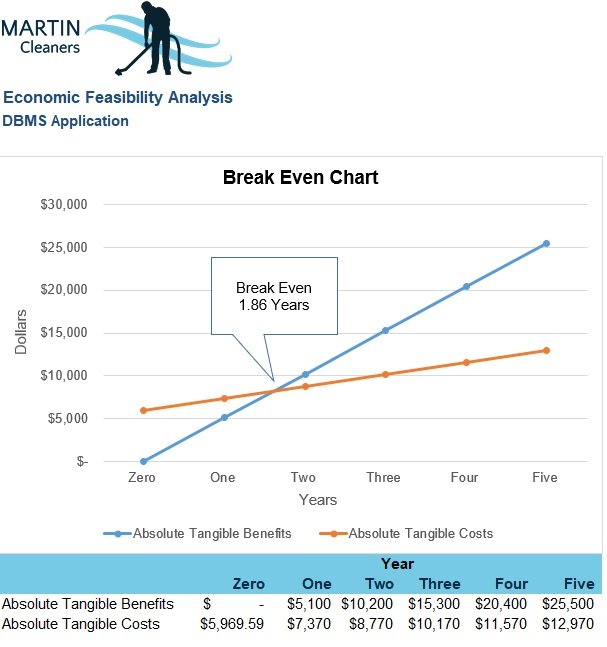 MARTIN
Cleaners
Economic Feasibility Analysis
DBMS Application
Break Even Chart
$30,000
$25,000
$20,000
$15,000
$10,000
$5,000
$-
Dollars
Break Even
1.86 Years
Zero One Two Three Four Five
Years
Absolute Tangible Benefits Absolute Tangible Costs
Year
Zero One Two Three Four Five
Absolute Tangible Benefits $ - $5,100 $10,200 $15,300 $20,400 $25,500
Absolute Tangible Costs $5,969.59 $7,370 $8,770 $10,170 $11,570 $12,970